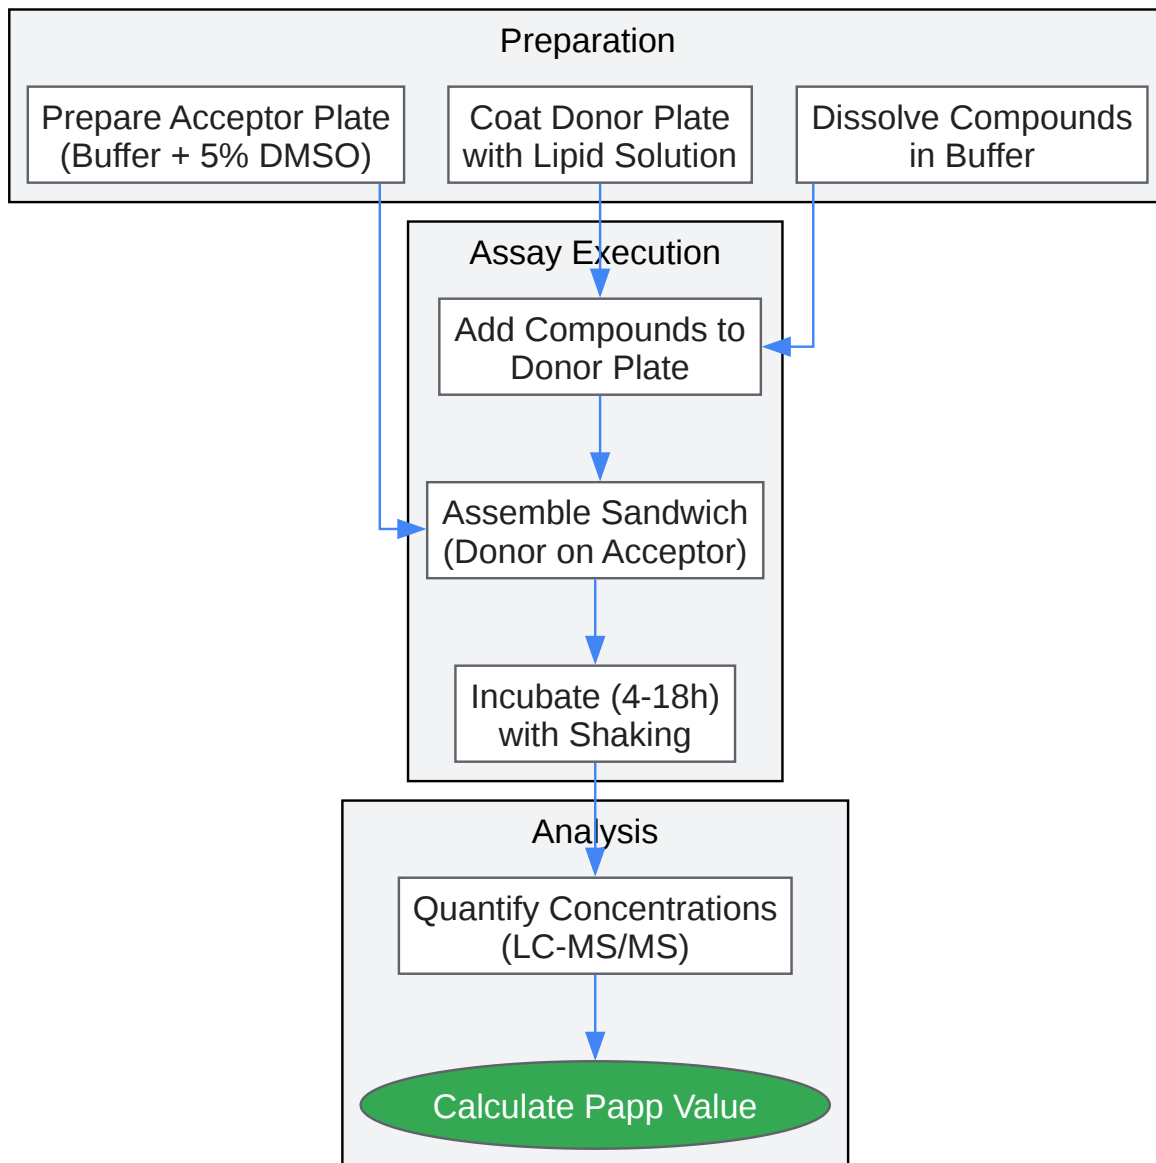 Preparation
Prepare Acceptor Plate
(Buffer + 5% DMSO)
Coat Donor Plate
with Lipid Solution
Dissolve Compounds
in Buffer
Assay Execution
Add Compounds to
Donor Plate
Assemble Sandwich
(Donor on Acceptor)
Incubate (4-18h)
with Shaking
Analysis
Quantify Concentrations
(LC-MS/MS)
Calculate Papp Value